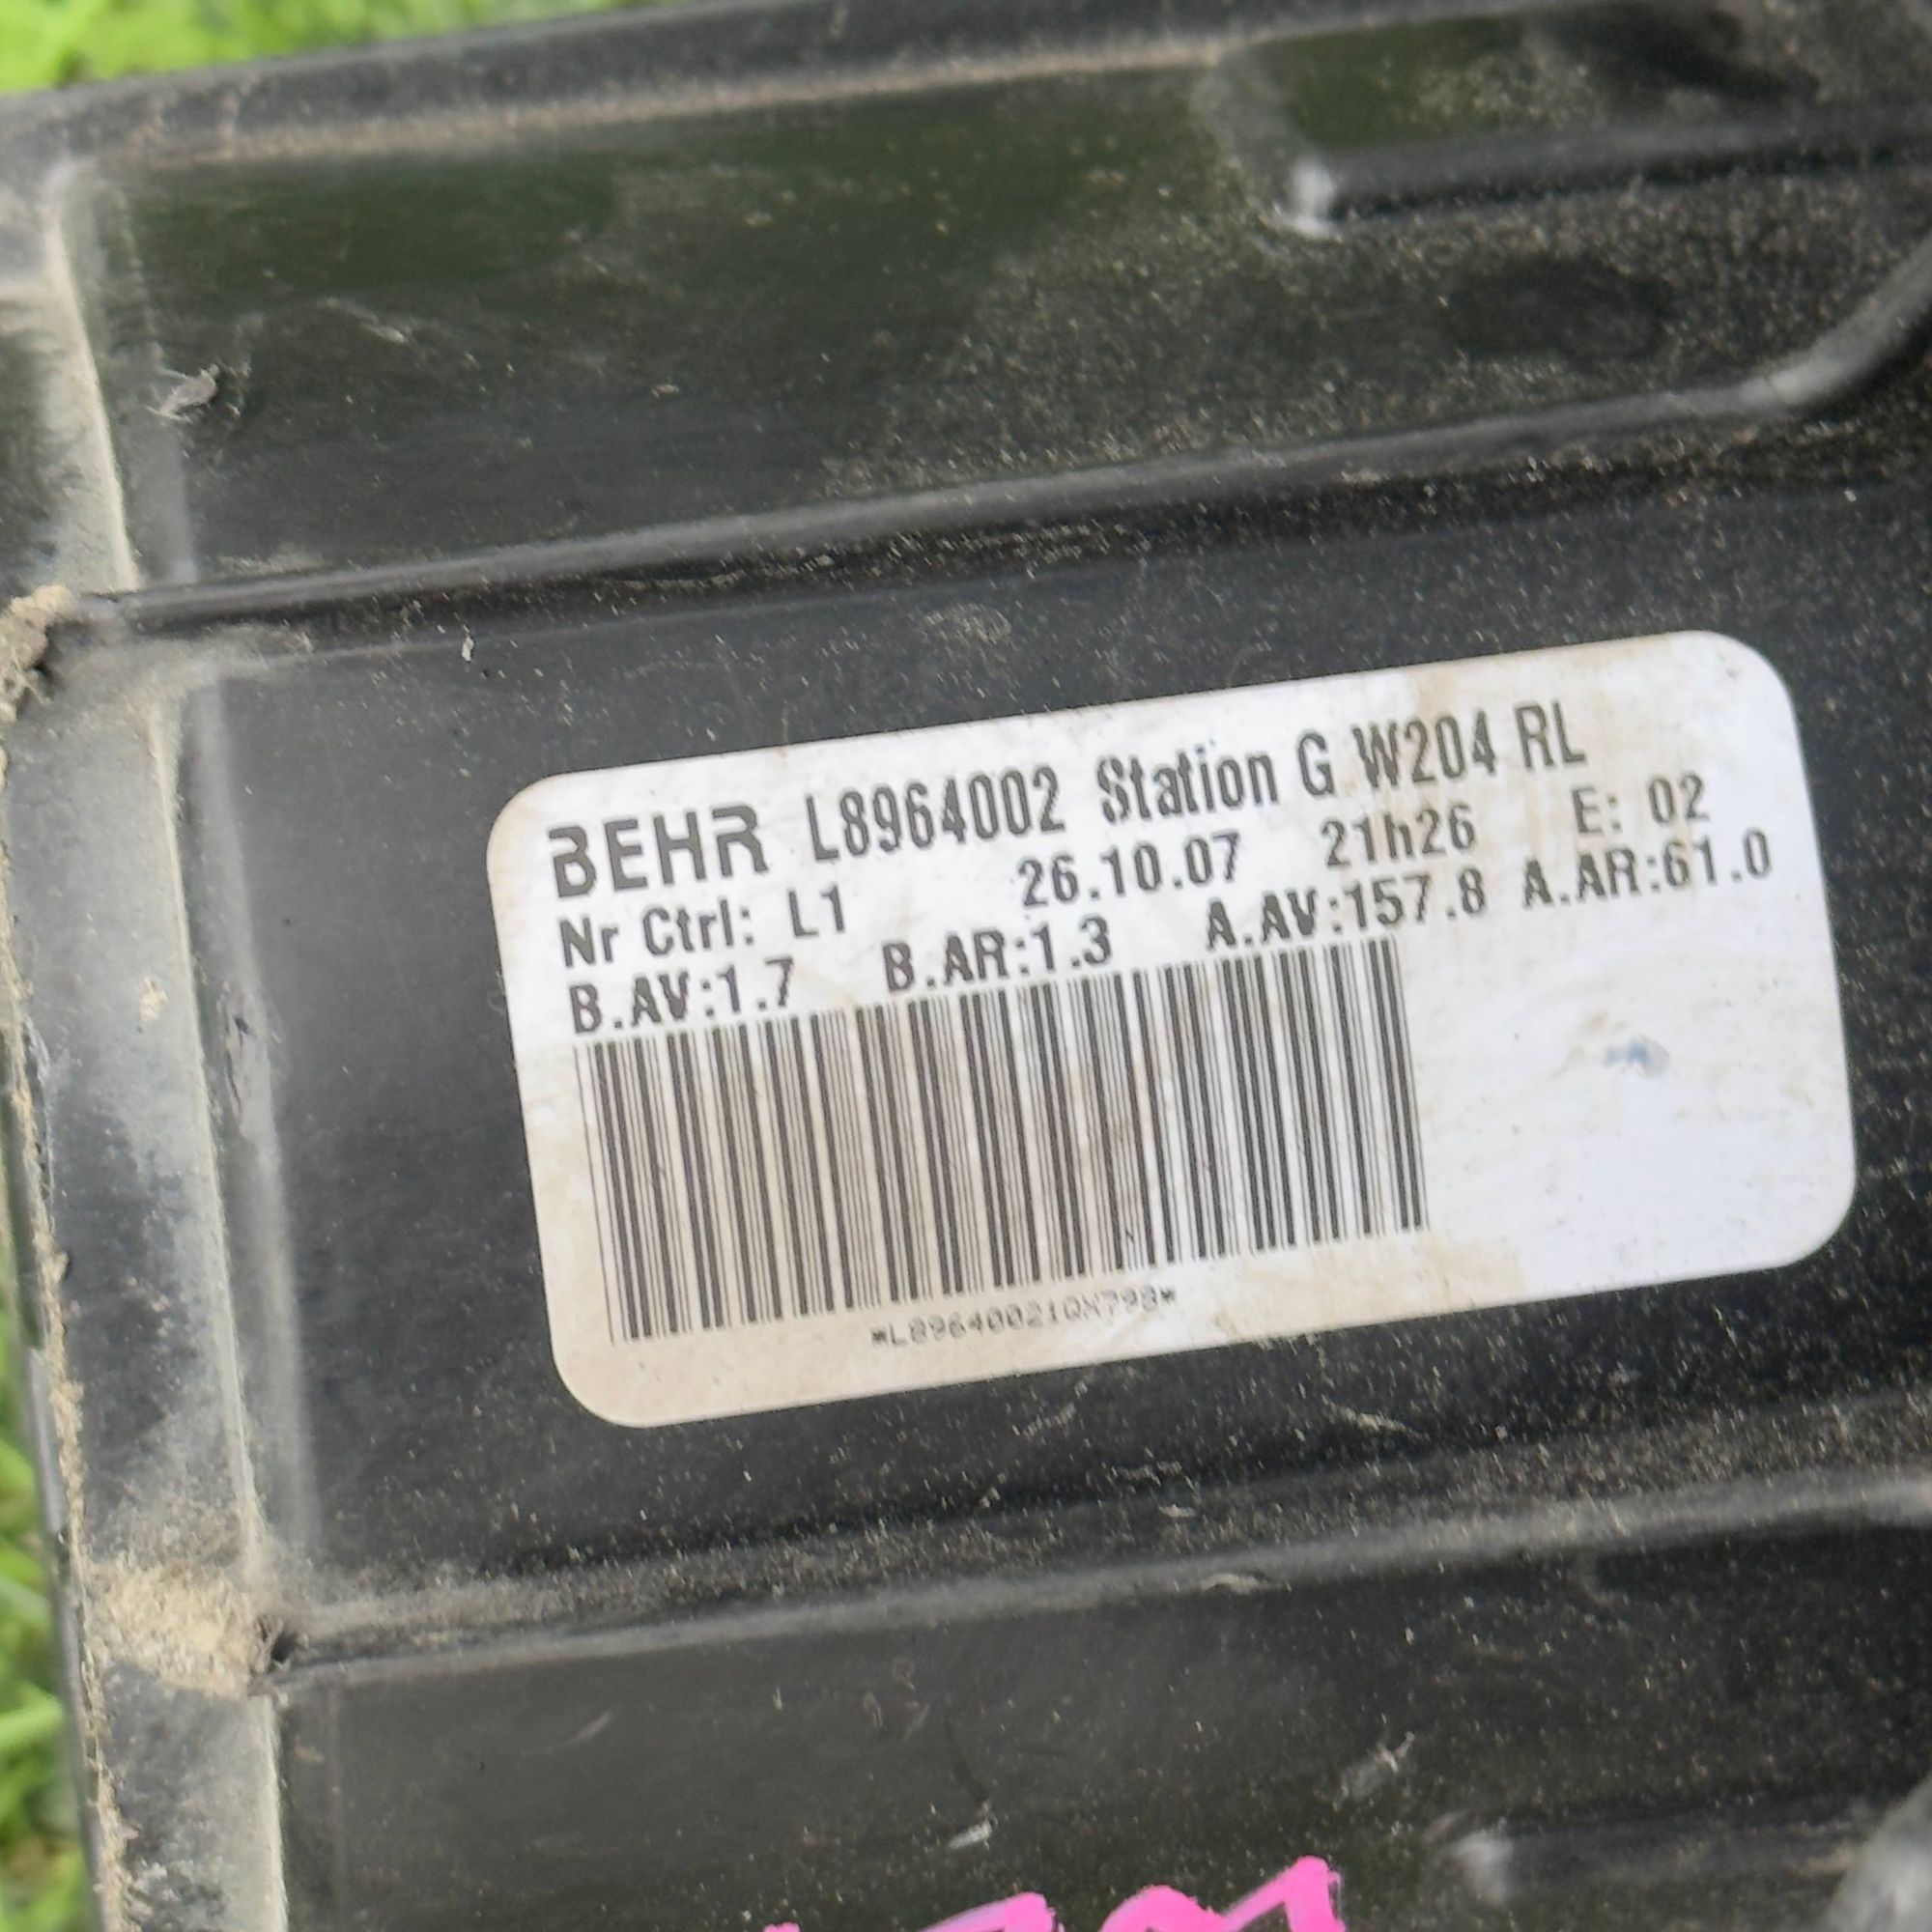 BEHR L8964002 Station G W204 RL
Nr Ctrl: L1 26.10.07 21h26 E: 02
B.AV:1.7 B.AR:1.3 A.AV:157.8 A.AR:61.0
*L89640021QX798*